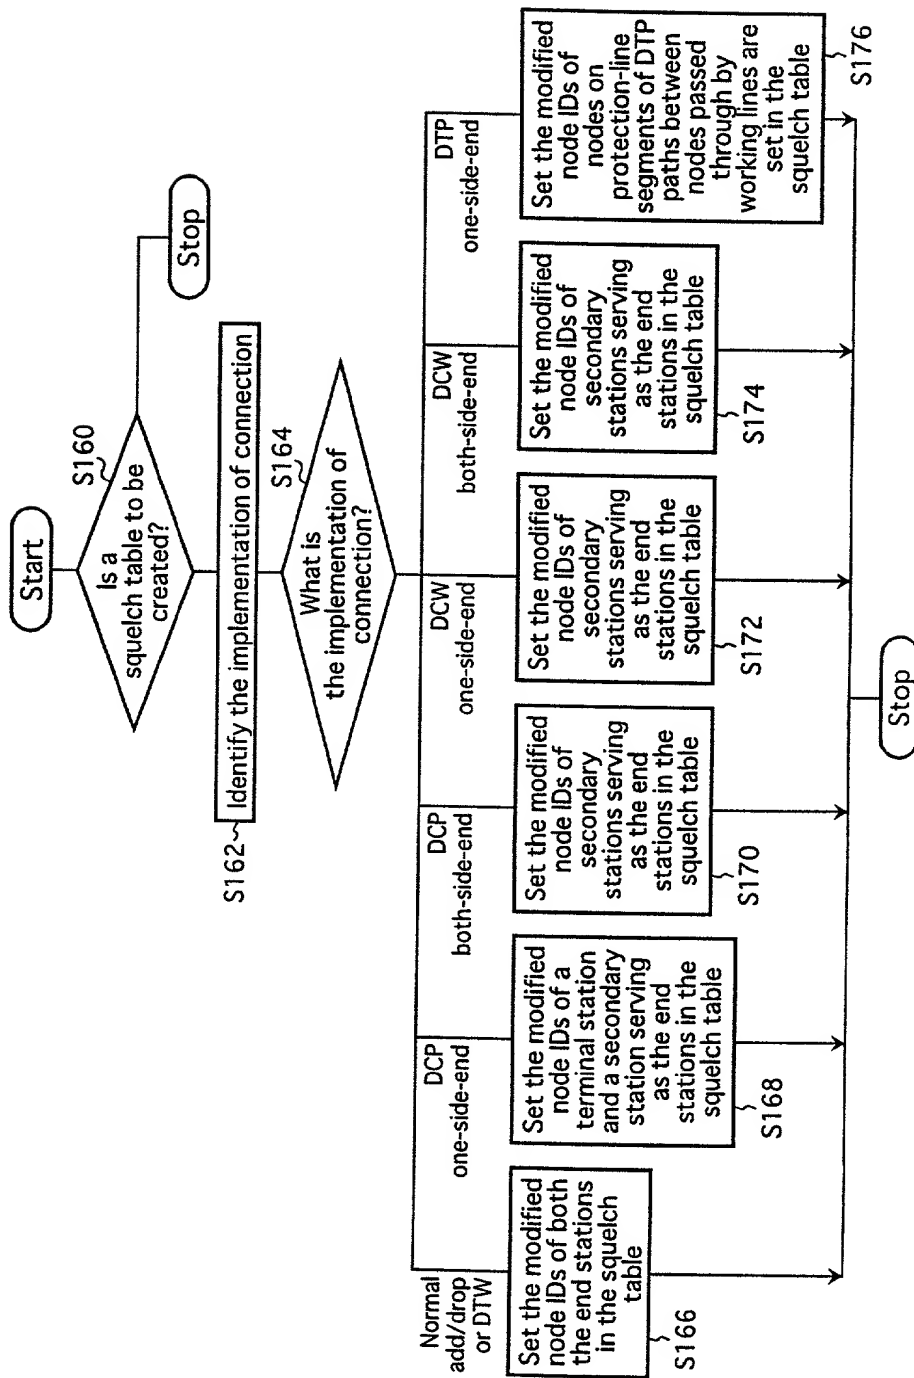 Start
S160
Is a
squelch table to be
created?
Stop
S162
Identify the implementation of connection
S164
What is
the implementation of
connection?
Normal
add/drop
or DTW
Set the modified
node IDs of both
the end stations
in the squelch
table
S166
DCP
one-side-end
Set the modified
node IDs of a
terminal station
and a secondary
station serving
as the end
stations in the
squelch table
S168
DCP
both-side-end
Set the modified
node IDs of
secondary
stations serving
as the end
stations in the
squelch table
S170
DCW
one-side-end
Set the modified
node IDs of
secondary
stations serving
as the end
stations in the
squelch table
S172
DCW
both-side-end
Set the modified
node IDs of
secondary
stations serving
as the end
stations in the
squelch table
S174
DTP
one-side-end
Set the modified
node IDs of
nodes on
protection-line
segments of DTP
paths between
nodes passed
through by
working lines are
set in the
squelch table
S176
Stop